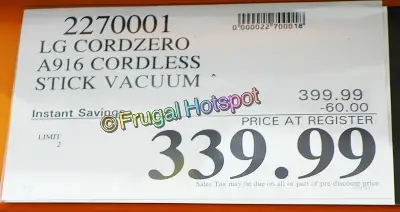 2270001
0000022700018
LG CORDZERO
A916 CORDLESS
STICK VACUUM ^
399.99
Instant Savings -60.00
©Frugal Hotspot
PRICE AT REGISTER
LIMIT
2
339.99
Sales Tax may be due on all or part of pre-discount price